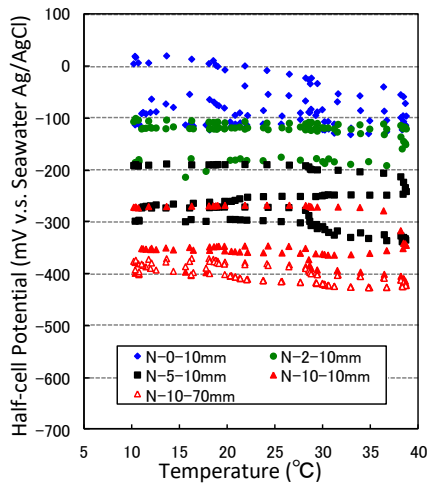 Half-cell Potential (mV v.s. Seawater Ag/AgCl)
100
0
-100
-200
-300
-400
-500
-600
-700
N-0-10mm
N-2-10mm
N-5-10mm
N-10-10mm
N-10-70mm
5 10 15 20 25 30 35 40
Temperature (℃)